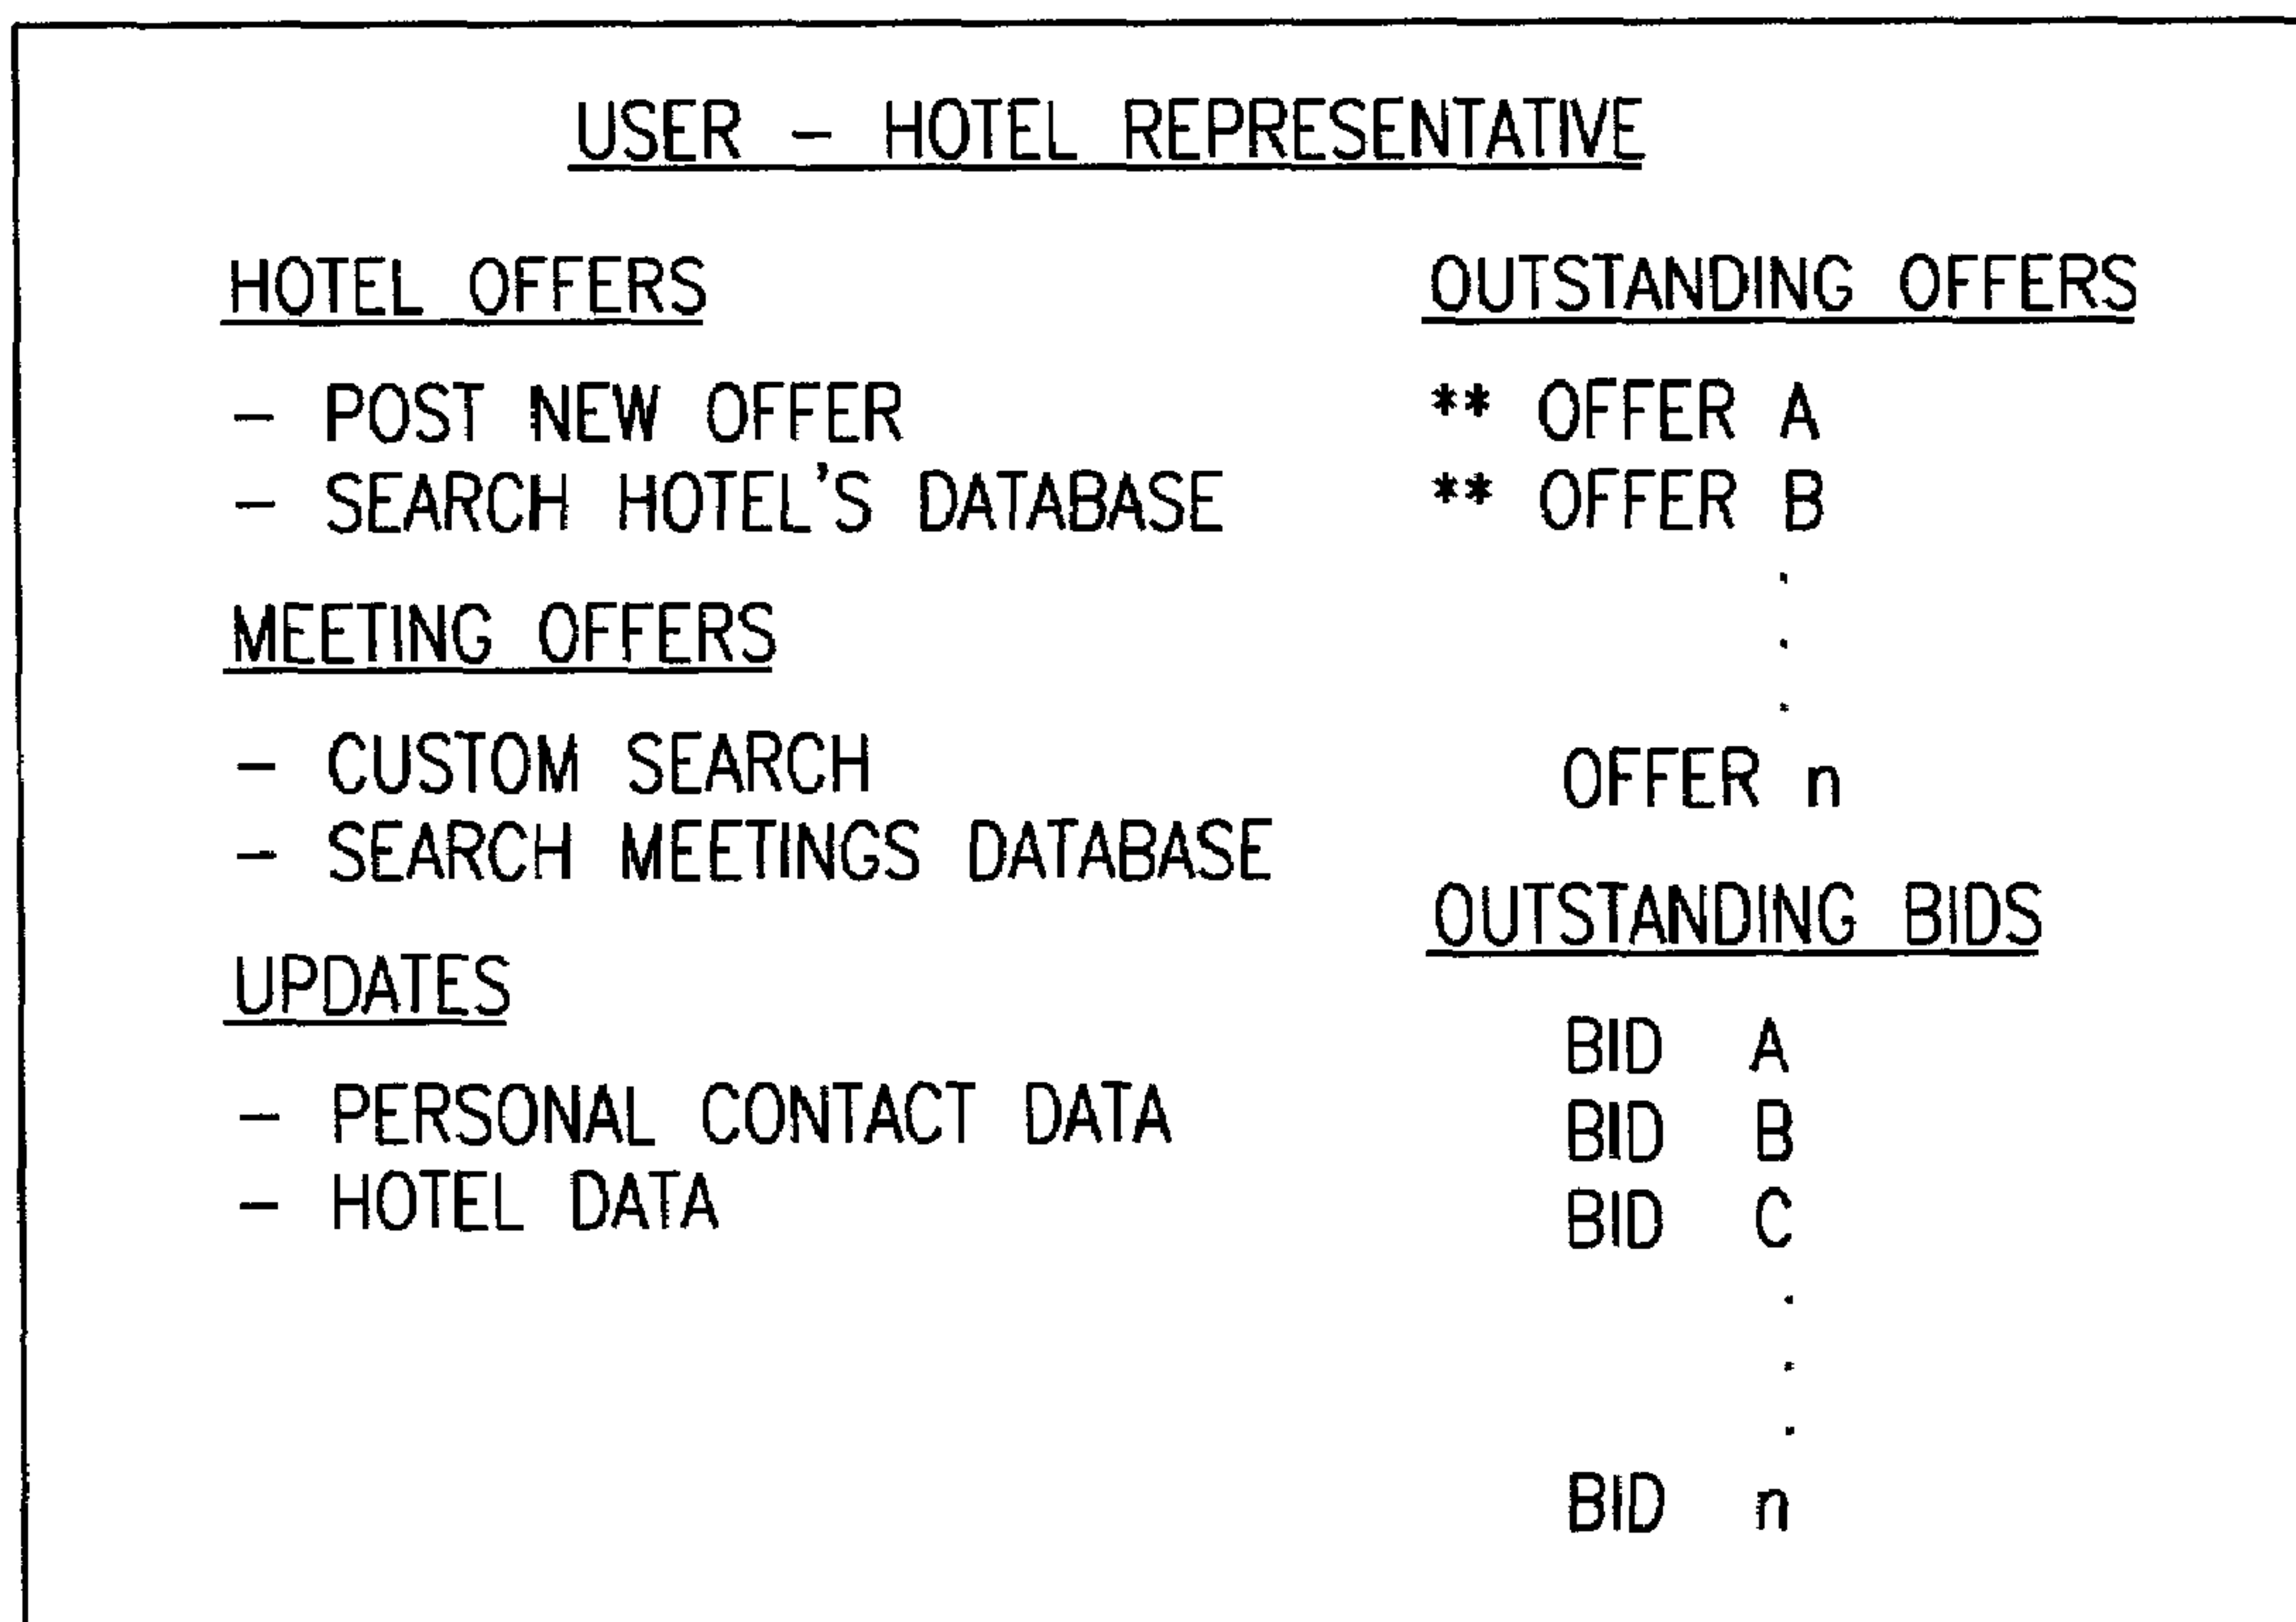 USER - HOTEL REPRESENTATIVE
HOTEL OFFERS
- POST NEW OFFER
- SEARCH HOTEL'S DATABASE
MEETING OFFERS
- CUSTOM SEARCH
- SEARCH MEETINGS DATABASE
UPDATES
- PERSONAL CONTACT DATA
- HOTEL DATA
OUTSTANDING OFFERS
** OFFER A
** OFFER B
.
.
.
OFFER n
OUTSTANDING BIDS
BID A
BID B
BID C
.
.
.
BID n